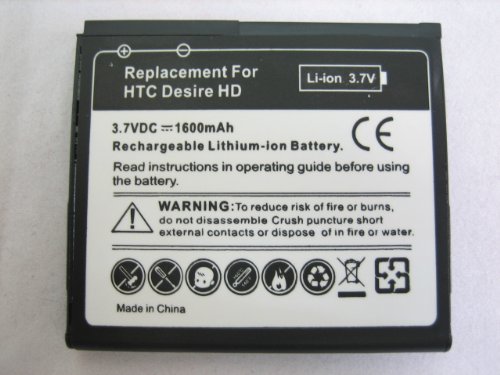 Replacement For
HTC Desire HD
Li-ion 3.7V
3.7VDC ⎓ 1600mAh
Rechargeable Lithium-ion Battery.
CE
Read instructions in operating guide before using
the battery.
WARNING: To reduce risk of fire or burns,
do not disassemble Crush puncture short
external contacts or dispose of in fire or water.
Made in China